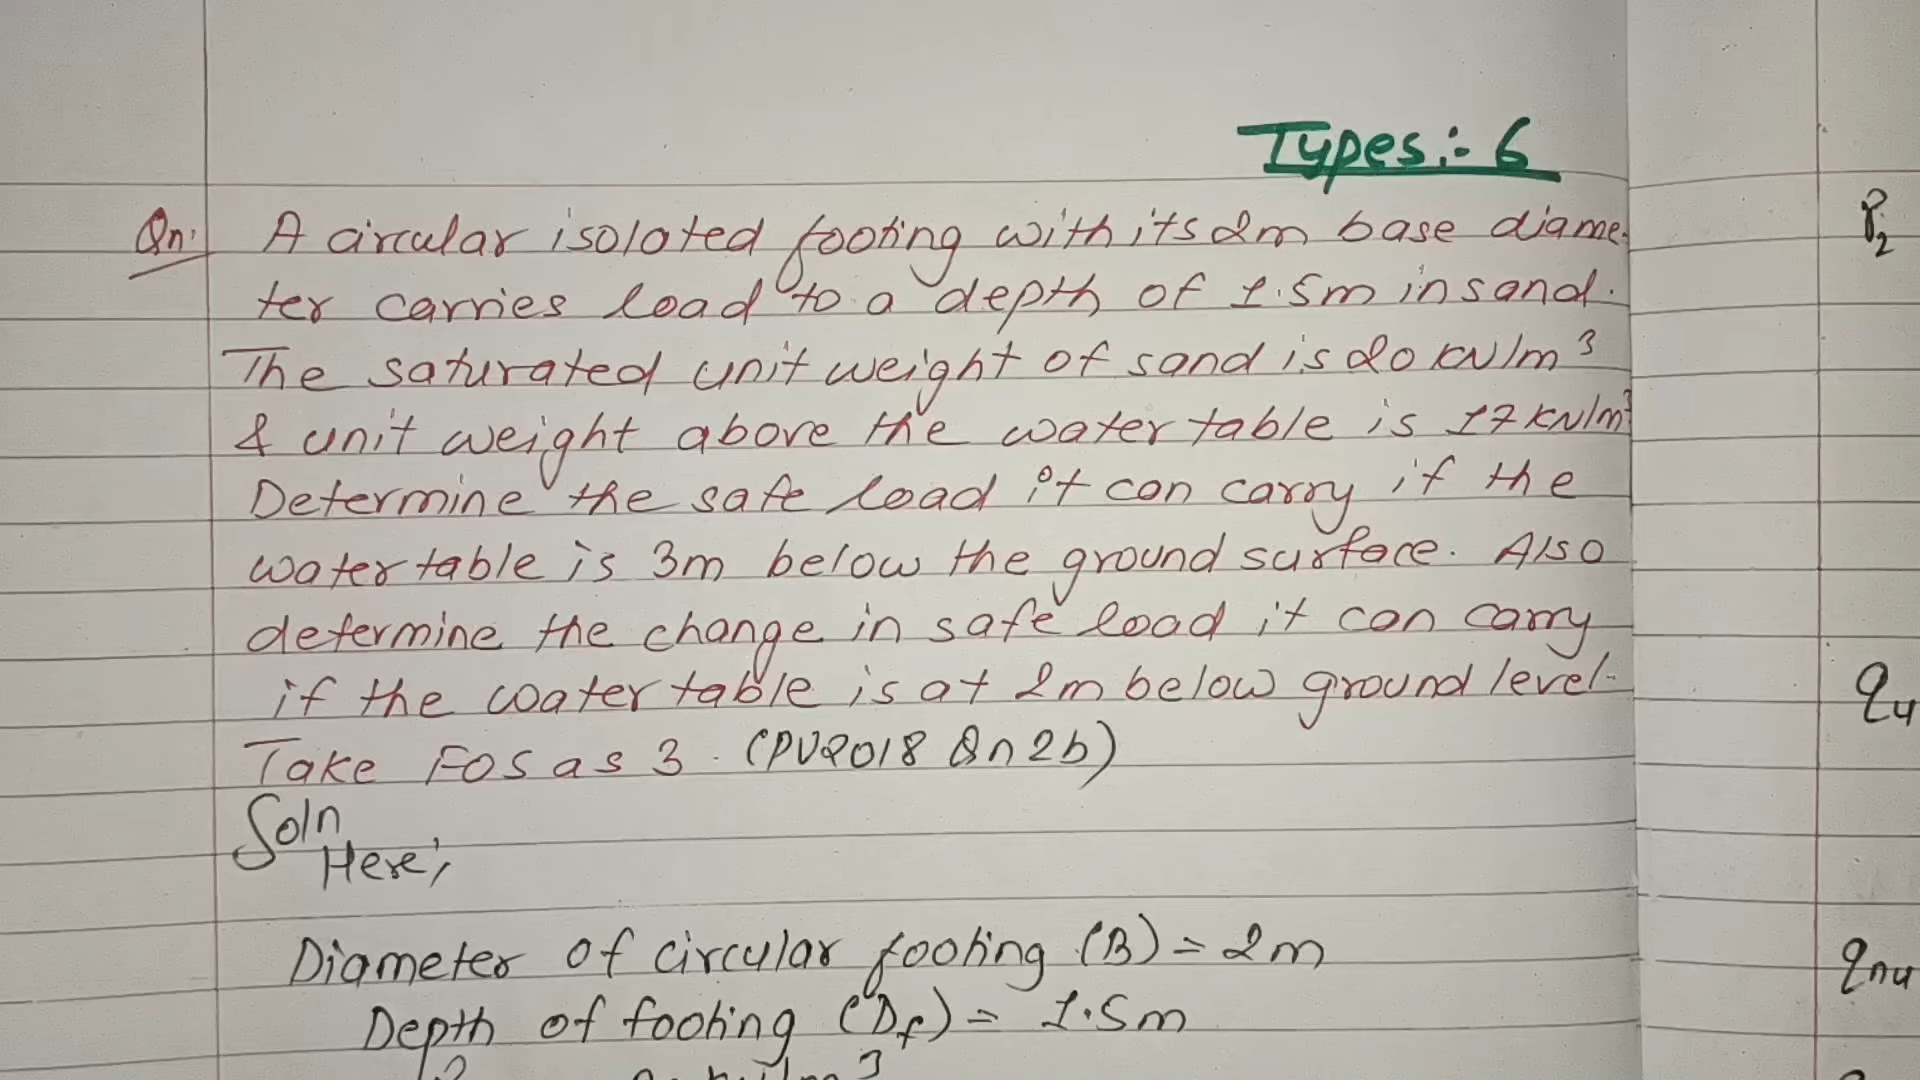 Types:- 6
Qn: A circular isolated footing with its 2m base diame-
ter carries load to a depth of 1.5m in sand.
The saturated unit weight of sand is 20 kN/m³
& unit weight above the water table is 17 kN/m³
Determine the safe load it can carry if the
water table is 3m below the ground surface. Also
determine the change in safe load it can carry
if the water table is at 2m below ground level.
Take FOS as 3. (PU2018 Qn2b)
Soln
Here,
Diameter of circular footing (B) = 2m
Depth of footing (Df) = 1.5m
P2
qu
qnu